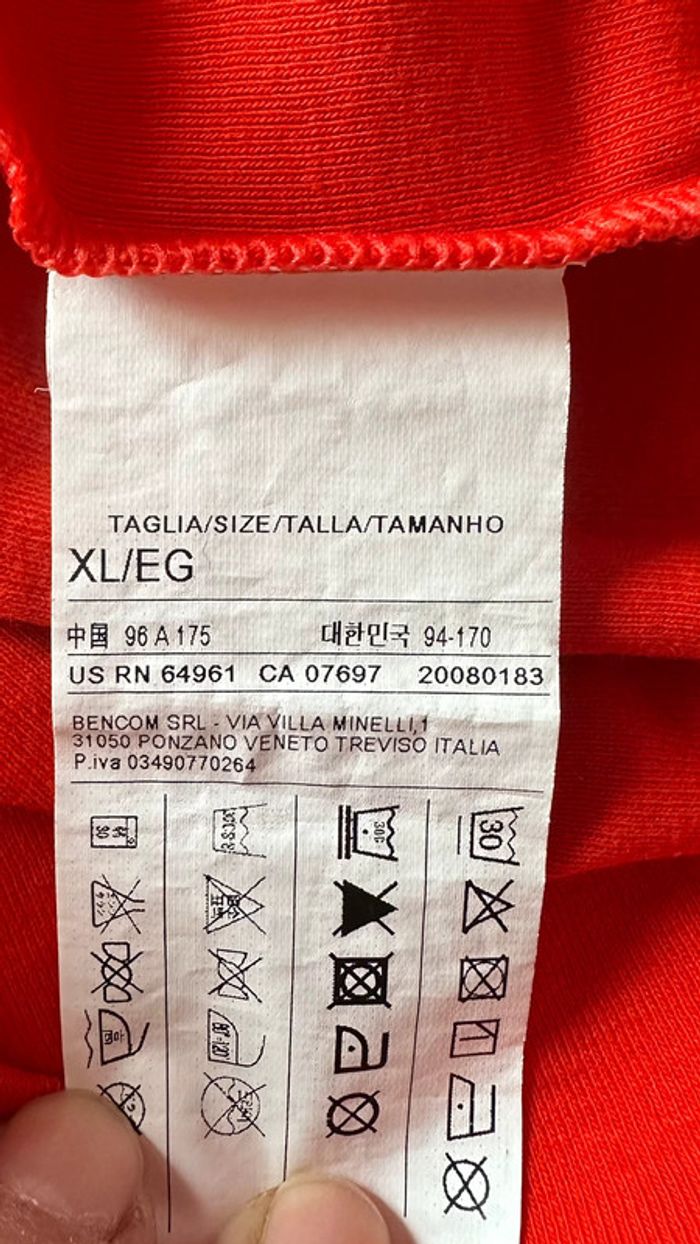 TAGLIA/SIZE/TALLA/TAMANHO
XL/EG
中国 96 A 175 대한민국 94-170
US RN 64961 CA 07697 20080183
BENCOM SRL - VIA VILLA MINELLI,1
31050 PONZANO VENETO TREVISO ITALIA
P.iva 03490770264
30